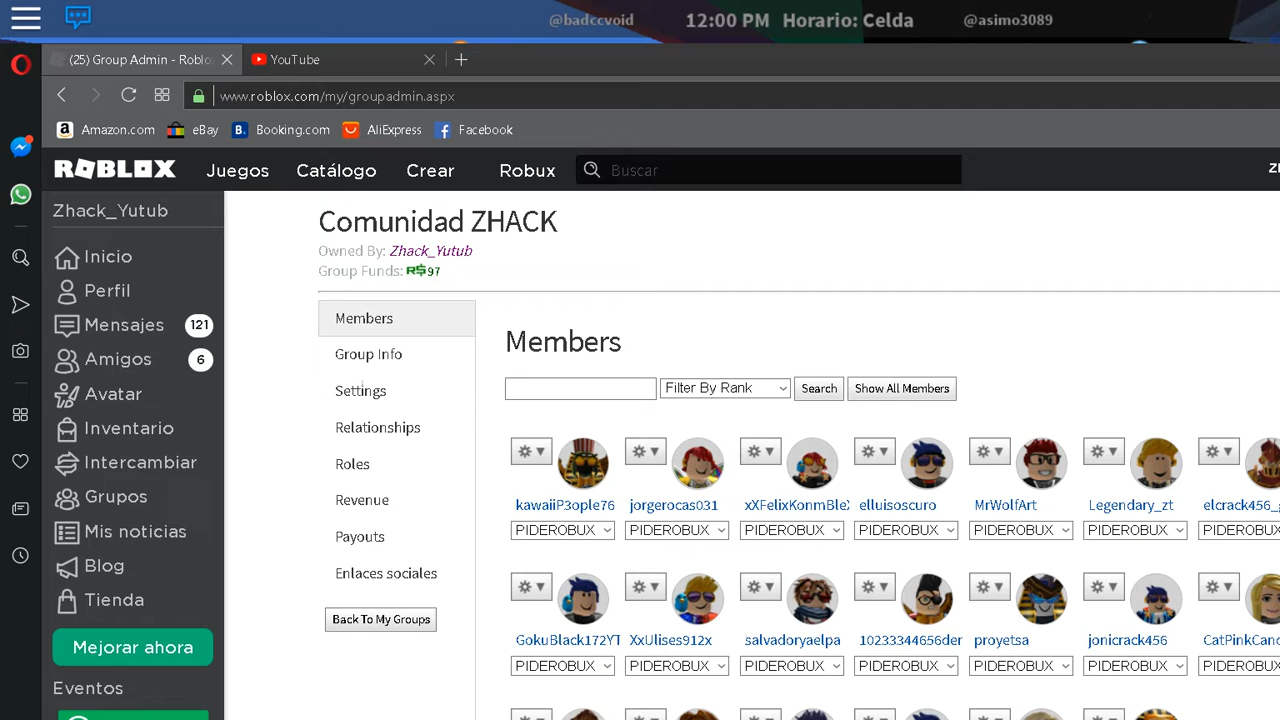 @badccvoid 12:00 PM Horario: Celda @asimo3089
(25) Group Admin - Roblo
YouTube
www.roblox.com/my/groupadmin.aspx
Amazon.com eBay Booking.com AliExpress Facebook
ROBLOX Juegos Catálogo Crear Robux Buscar
Zhack_Yutub
Inicio
Perfil
Mensajes 121
Amigos 6
Avatar
Inventario
Intercambiar
Grupos
Mis noticias
Blog
Tienda
Mejorar ahora
Eventos
Comunidad ZHACK
Owned By: Zhack_Yutub
Group Funds: R$97
Members
Group Info
Settings
Relationships
Roles
Revenue
Payouts
Enlaces sociales
Back To My Groups
Members
Filter By Rank Search Show All Members
kawaiiP3ople76 jorgerocas031 xXFelixKonmBleX elluisoscuro MrWolfArt Legendary_zt elcrack456_
PIDEROBUX PIDEROBUX PIDEROBUX PIDEROBUX PIDEROBUX PIDEROBUX PIDEROBUX
GokuBlack172YT XxUlises912x salvadoryaelpa 10233344656der proyetsa jonicrack456 CatPinkCand
PIDEROBUX PIDEROBUX PIDEROBUX PIDEROBUX PIDEROBUX PIDEROBUX PIDEROBUX